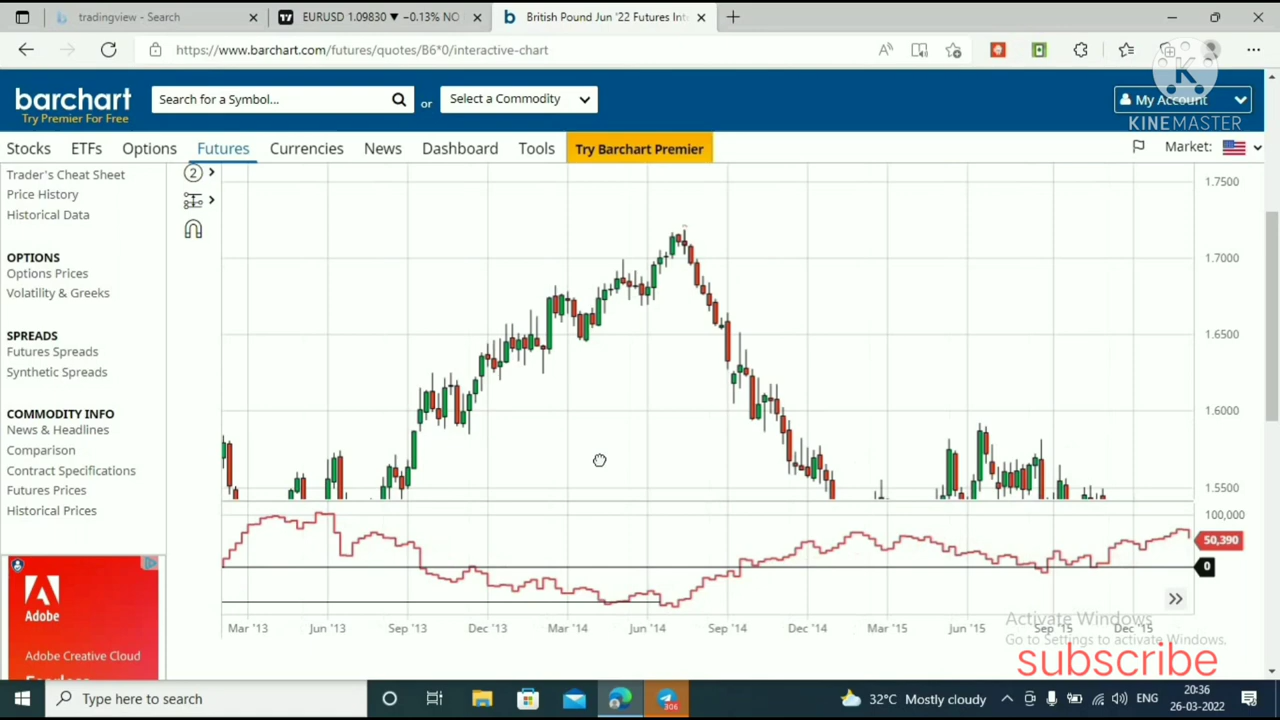 tradingview - Search
EURUSD 1.09830 ▼ −0.13% NO
British Pound Jun '22 Futures Int
https://www.barchart.com/futures/quotes/B6*0/interactive-chart
barchart
Try Premier For Free
Search for a Symbol...
or
Select a Commodity
My Account
K
KINEMASTER
Stocks
ETFs
Options
Futures
Currencies
News
Dashboard
Tools
Try Barchart Premier
Market:
Trader's Cheat Sheet
Price History
Historical Data
OPTIONS
Options Prices
Volatility & Greeks
SPREADS
Futures Spreads
Synthetic Spreads
COMMODITY INFO
News & Headlines
Comparison
Contract Specifications
Futures Prices
Historical Prices
2
1.7500
1.7000
1.6500
1.6000
1.5500
100,000
50,390
0
Mar '13
Jun '13
Sep '13
Dec '13
Mar '14
Jun '14
Sep '14
Dec '14
Mar '15
Jun '15
Sep '15
Dec '15
Adobe
Adobe Creative Cloud
Activate Windows
Go to Settings to activate Windows.
subscribe
Type here to search
306
32°C Mostly cloudy
ENG
20:36
26-03-2022